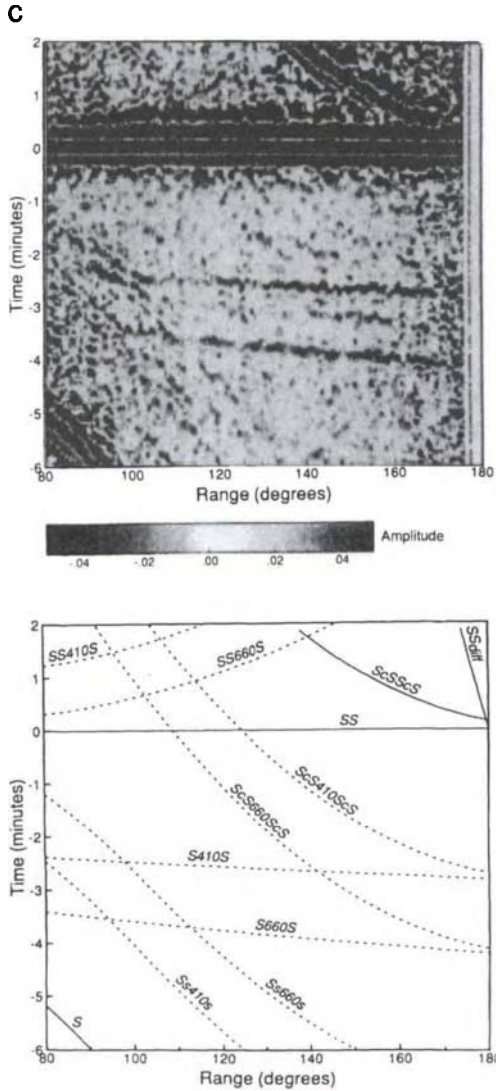 C
2
1
0
-1
-2
-3
-4
-5
-6
Time (minutes)
80 100 120 140 160 180
Range (degrees)
-.04 -.02 .00 .02 .04
Amplitude
2
1
0
-1
-2
-3
-4
-5
-6
Time (minutes)
SS410S
SS660S
ScSScS
SSdiff
SS
ScS660ScS
ScS410ScS
S410S
S660S
Ss410s
Ss660s
S
80 100 120 140 160 180
Range (degrees)